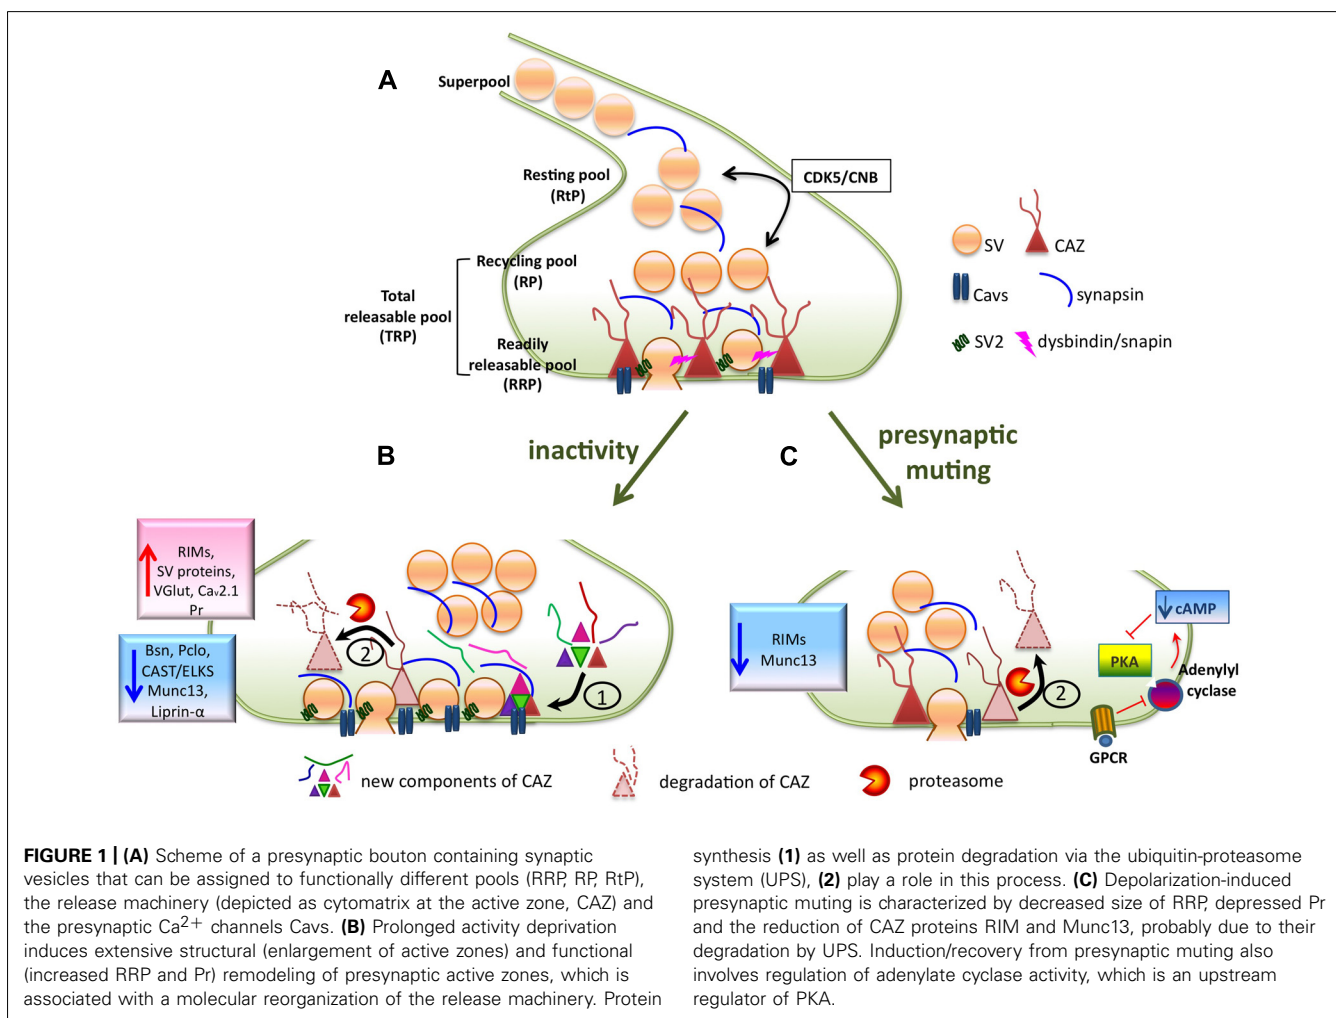 A
Superpool
Resting pool
(RtP)
CDK5/CNB
Recycling pool
(RP)
Total
releasable pool
(TRP)
Readily
releasable pool
(RRP)
SV
CAZ
Cavs
synapsin
SV2
dysbindin/snapin
inactivity
presynaptic
muting
B
C
RIMs,
SV proteins,
VGlut, Cav2.1
Pr
Bsn, Pclo,
CAST/ELKS
Munc13,
Liprin-α
2
1
RIMs
Munc13
2
cAMP
PKA
Adenylyl
cyclase
GPCR
new components of CAZ
degradation of CAZ
proteasome
FIGURE 1 | (A) Scheme of a presynaptic bouton containing synaptic
vesicles that can be assigned to functionally different pools (RRP, RP, RtP),
the release machinery (depicted as cytomatrix at the active zone, CAZ) and
the presynaptic Ca2+ channels Cavs. (B) Prolonged activity deprivation
induces extensive structural (enlargement of active zones) and functional
(increased RRP and Pr) remodeling of presynaptic active zones, which is
associated with a molecular reorganization of the release machinery. Protein
synthesis (1) as well as protein degradation via the ubiquitin-proteasome
system (UPS), (2) play a role in this process. (C) Depolarization-induced
presynaptic muting is characterized by decreased size of RRP, depressed Pr
and the reduction of CAZ proteins RIM and Munc13, probably due to their
degradation by UPS. Induction/recovery from presynaptic muting also
involves regulation of adenylate cyclase activity, which is an upstream
regulator of PKA.